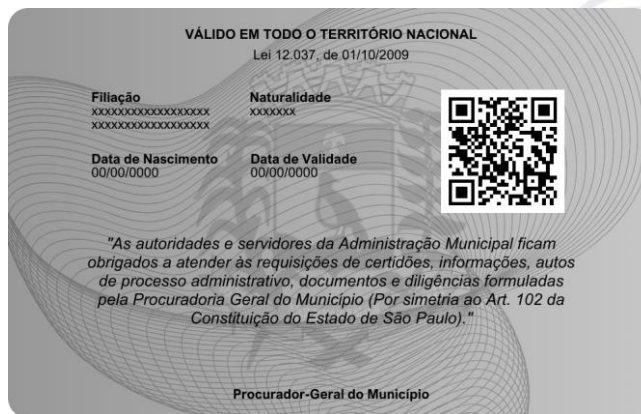 VÁLIDO EM TODO O TERRITÓRIO NACIONAL
Lei 12.037, de 01/10/2009
Filiação
xxxxxxxxxxxxxxxxxx
xxxxxxxxxxxxxxxxxx
Naturalidade
xxxxxxx
Data de Nascimento
00/00/0000
Data de Validade
00/00/0000
"As autoridades e servidores da Administração Municipal ficam
obrigados a atender às requisições de certidões, informações, autos
de processo administrativo, documentos e diligências formuladas
pela Procuradoria Geral do Município (Por simetria ao Art. 102 da
Constituição do Estado de São Paulo)."
Procurador-Geral do Município